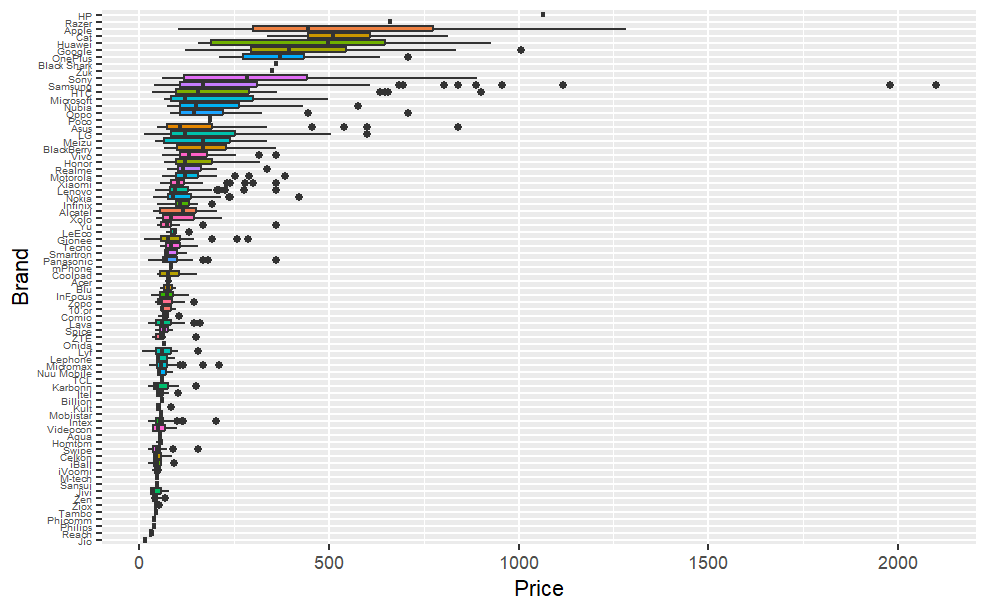 HP
Razer
Apple
Cat
Huawei
Google
OnePlus
Black Shark
Zuk
Sony
Samsung
HTC
Microsoft
Nubia
Oppo
Poco
Asus
LG
Meizu
BlackBerry
Vivo
Honor
Realme
Motorola
Xiaomi
Lenovo
Nokia
Infinix
Alcatel
Xolo
Yu
LeEco
Gionee
Tecno
Smartron
Panasonic
mPhone
Coolpad
Acer
Blu
InFocus
Zopo
10.or
Comio
Lava
Spice
ZTE
Onida
Lyf
Lephone
Micromax
Nuu Mobile
TCL
Karbonn
Itel
Billion
Kult
Mobiistar
Intex
Videocon
Aqua
Homtom
Swipe
Celkon
iBall
iVoomi
M-tech
Sansui
Jivi
Zen
Ziox
Tambo
Phicomm
Philips
Reach
Jio
Brand
0 500 1000 1500 2000
Price